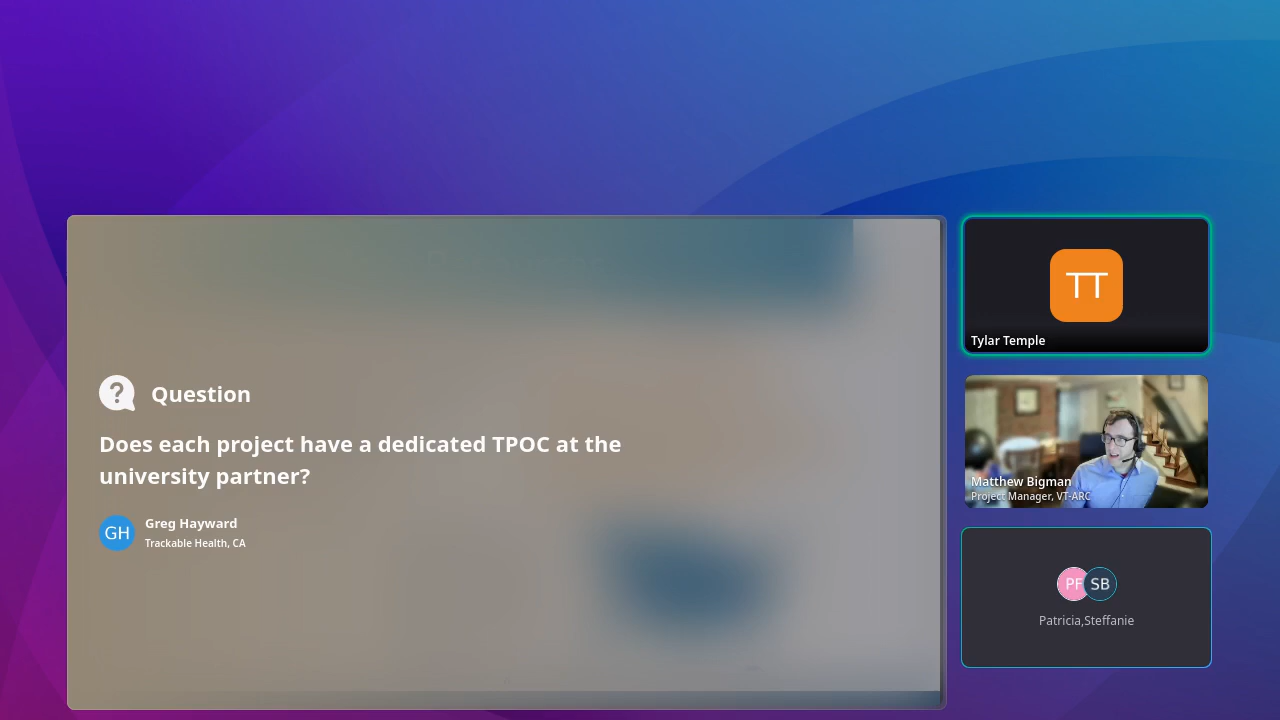 Question
Does each project have a dedicated TPOC at the
university partner?
GH
Greg Hayward
Trackable Health, CA
TT
Tylar Temple
Matthew Bigman
Project Manager, VT-ARC
PF SB
Patricia,Steffanie